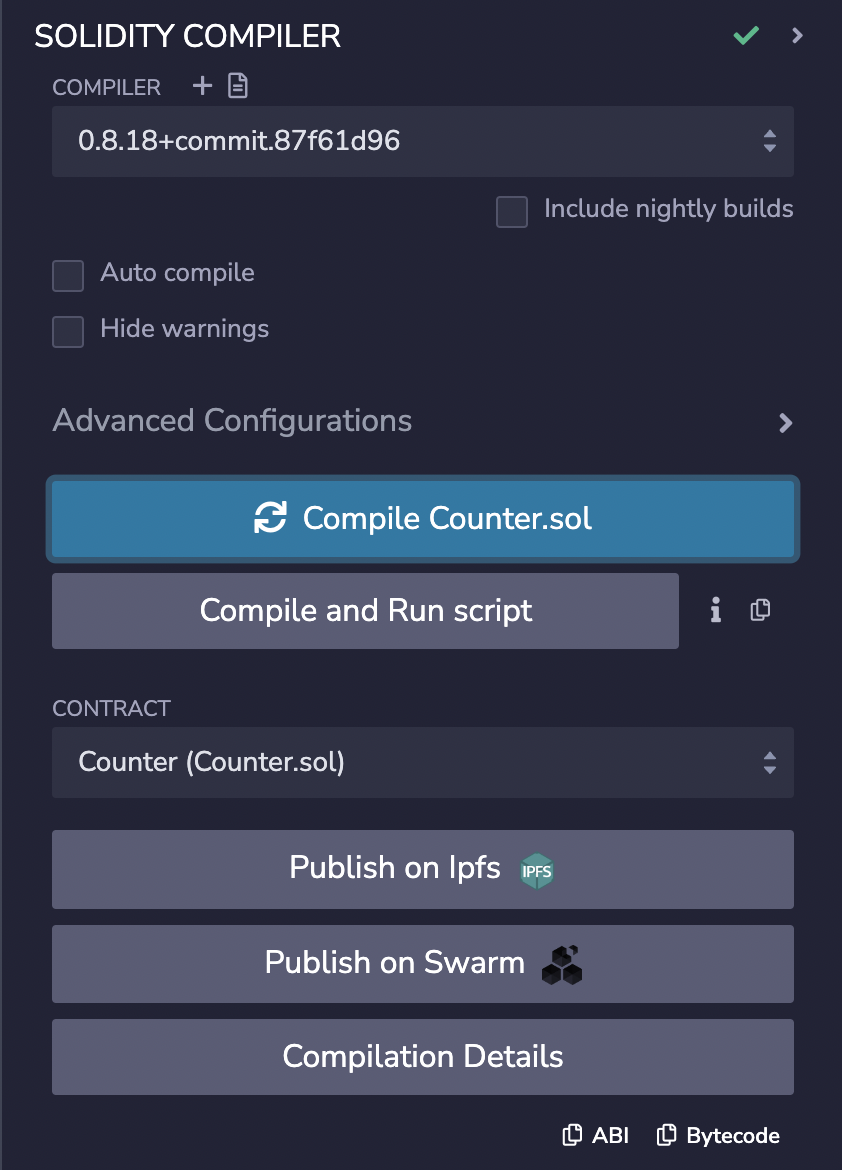 SOLIDITY COMPILER
COMPILER
0.8.18+commit.87f61d96
Include nightly builds
Auto compile
Hide warnings
Advanced Configurations
Compile Counter.sol
Compile and Run script
CONTRACT
Counter (Counter.sol)
Publish on Ipfs IPFS
Publish on Swarm
Compilation Details
ABI Bytecode